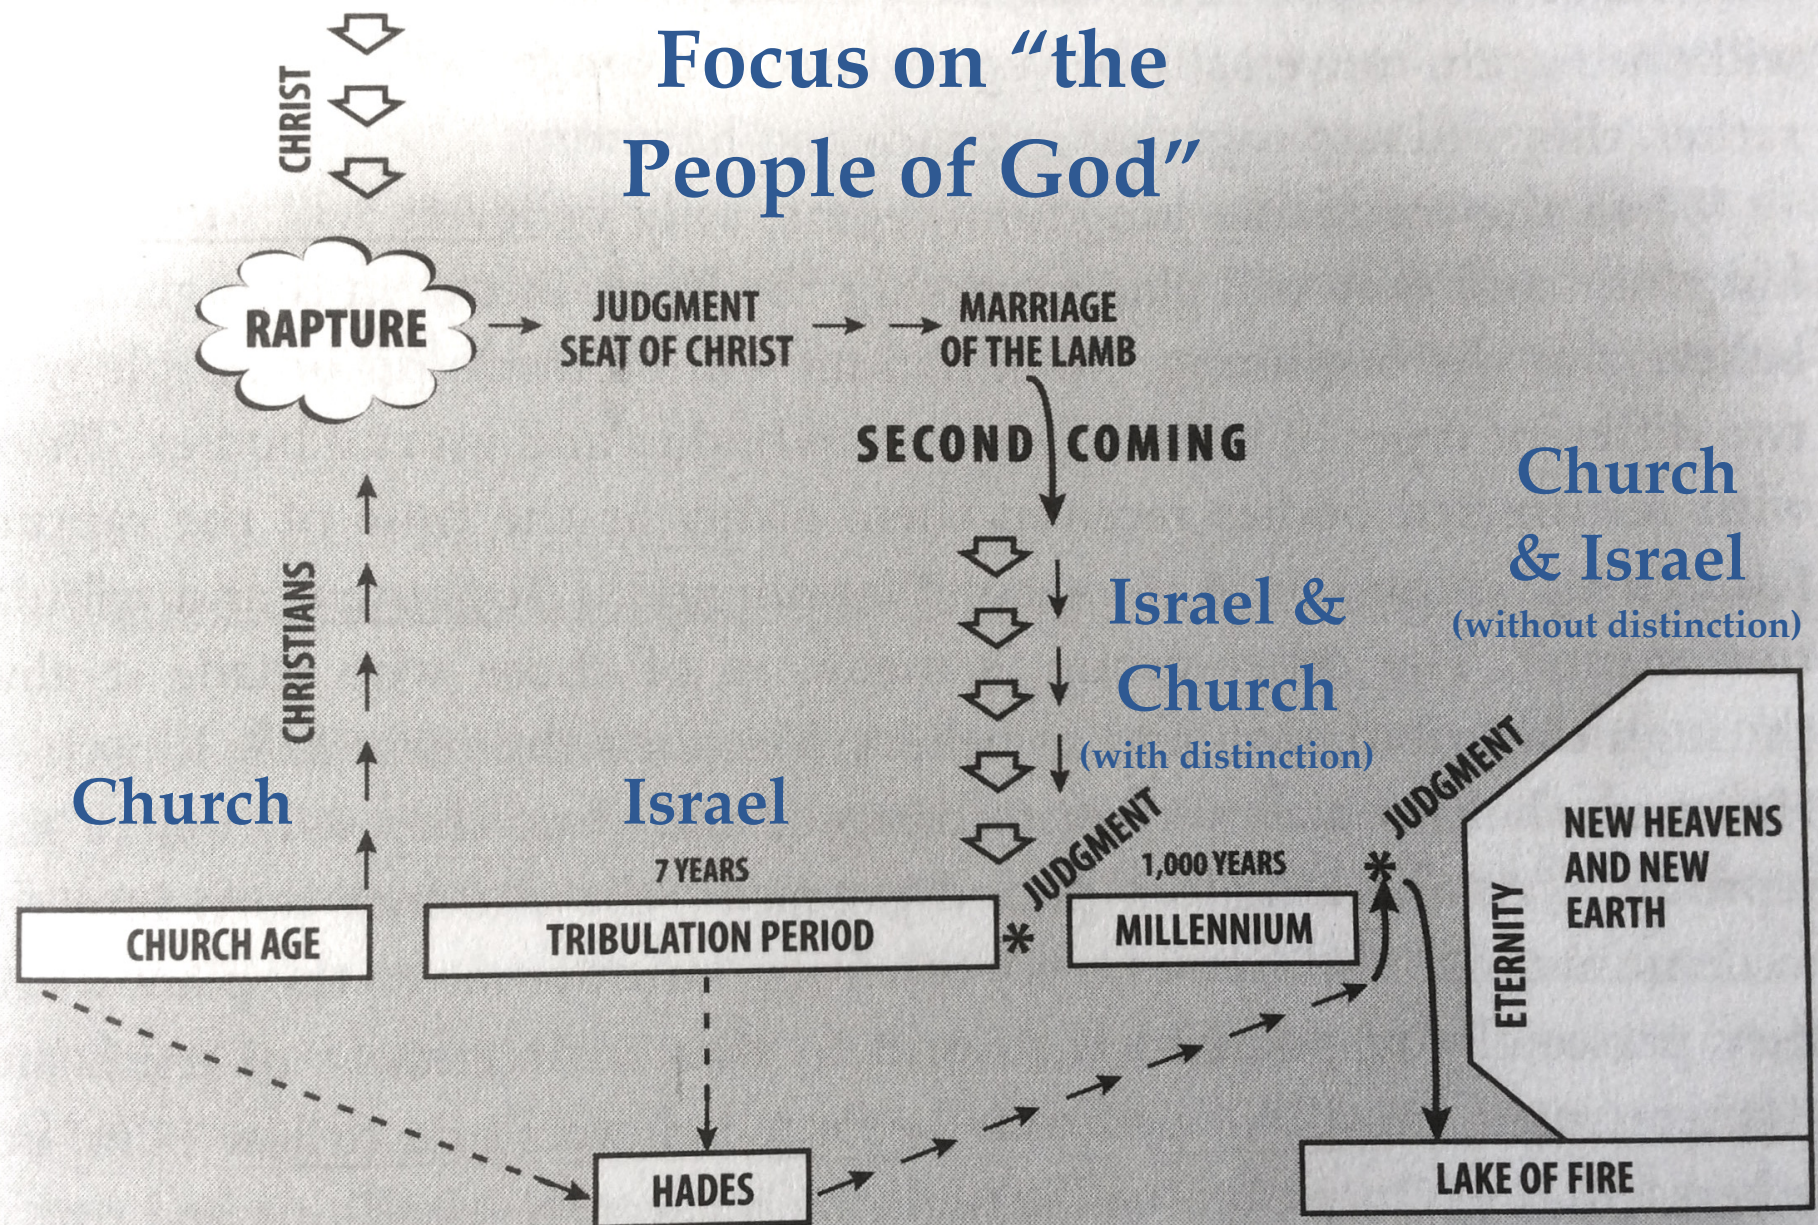 Focus on “the
People of God”
CHRIST
RAPTURE
JUDGMENT
SEAT OF CHRIST
MARRIAGE
OF THE LAMB
SECOND COMING
CHRISTIANS
Church
& Israel
(without distinction)
Israel &
Church
(with distinction)
Church
Israel
7 YEARS
JUDGMENT
1,000 YEARS
JUDGMENT
CHURCH AGE
TRIBULATION PERIOD
*
MILLENNIUM
*
ETERNITY
NEW HEAVENS
AND NEW
EARTH
HADES
LAKE OF FIRE